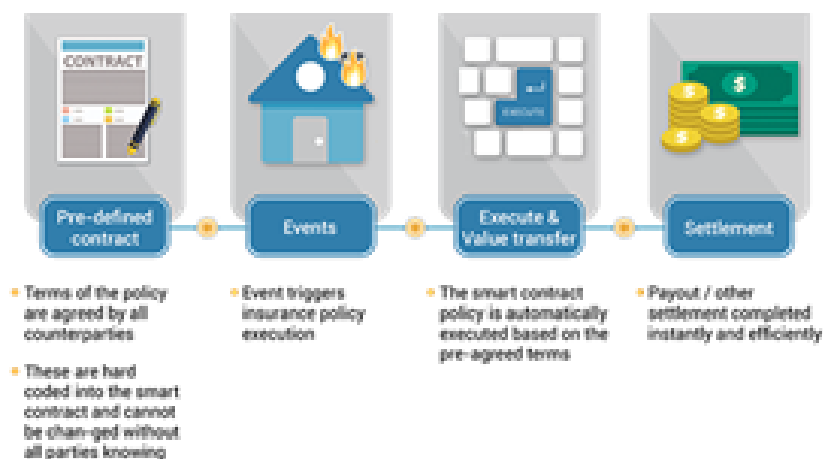 CONTRACT
EXECUTE
$
$
$
$
Pre-defined
contract
Events
Execute &
Value transfer
Settlement
Terms of the policy
are agreed by all
counterparties
These are hard
coded into the smart
contract and cannot
be chan-ged without
all parties knowing
Event triggers
insurance policy
execution
The smart contract
policy is automatically
executed based on the
pre-agreed terms
Payout / other
settlement completed
instantly and efficiently